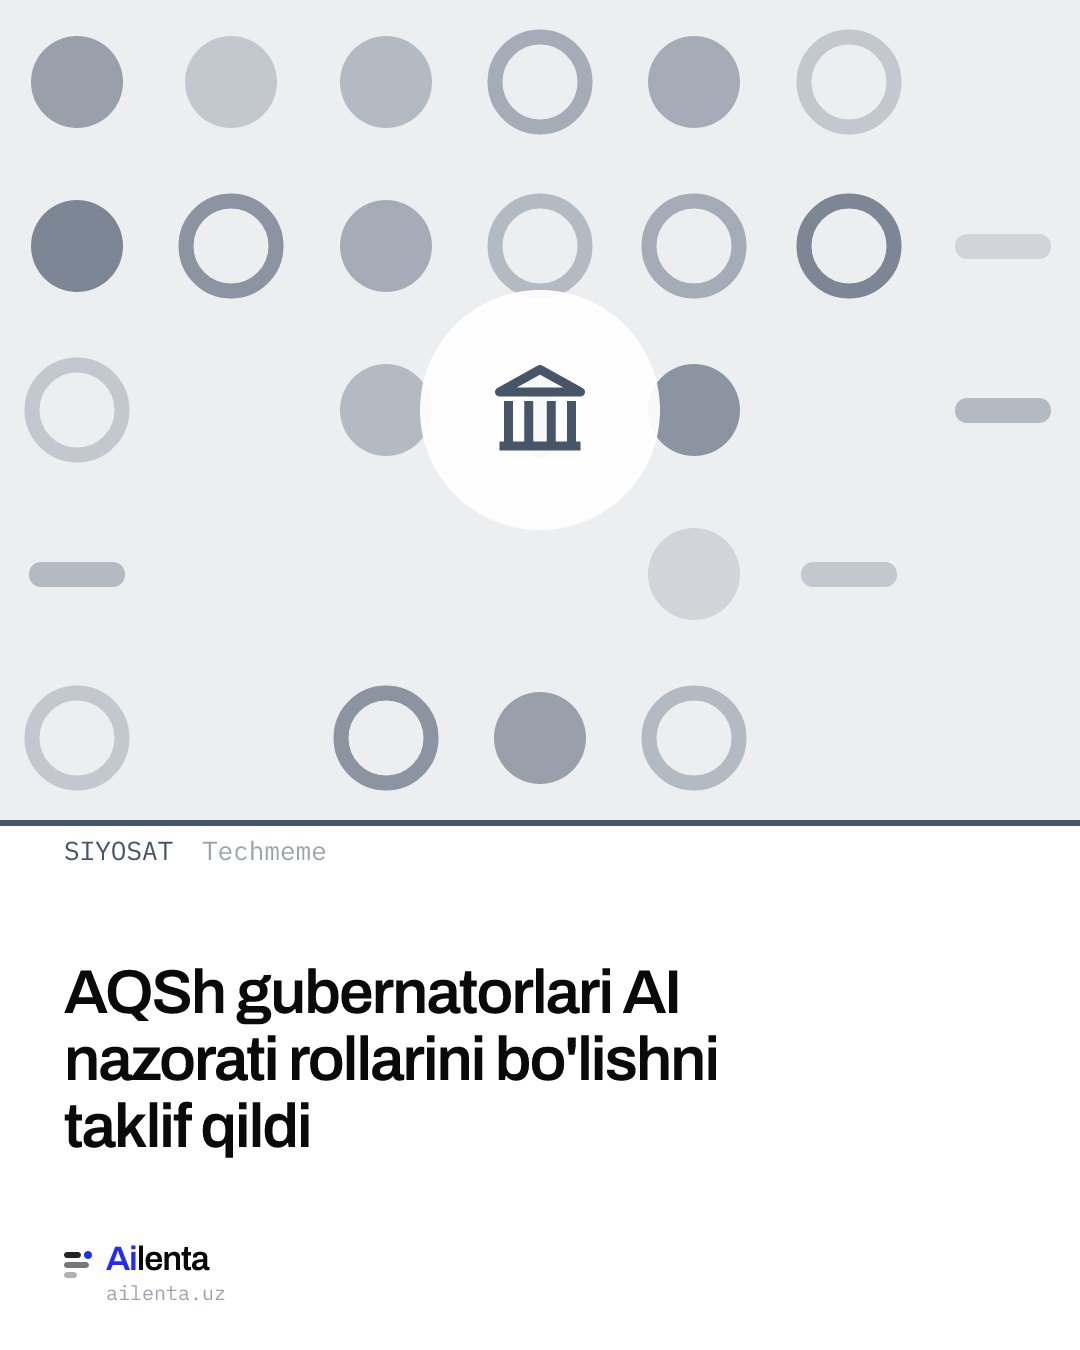 SIYOSAT Techmeme
AQSh gubernatorlari AI
nazorati rollarini bo'lishni
taklif qildi
Ailenta
ailenta.uz